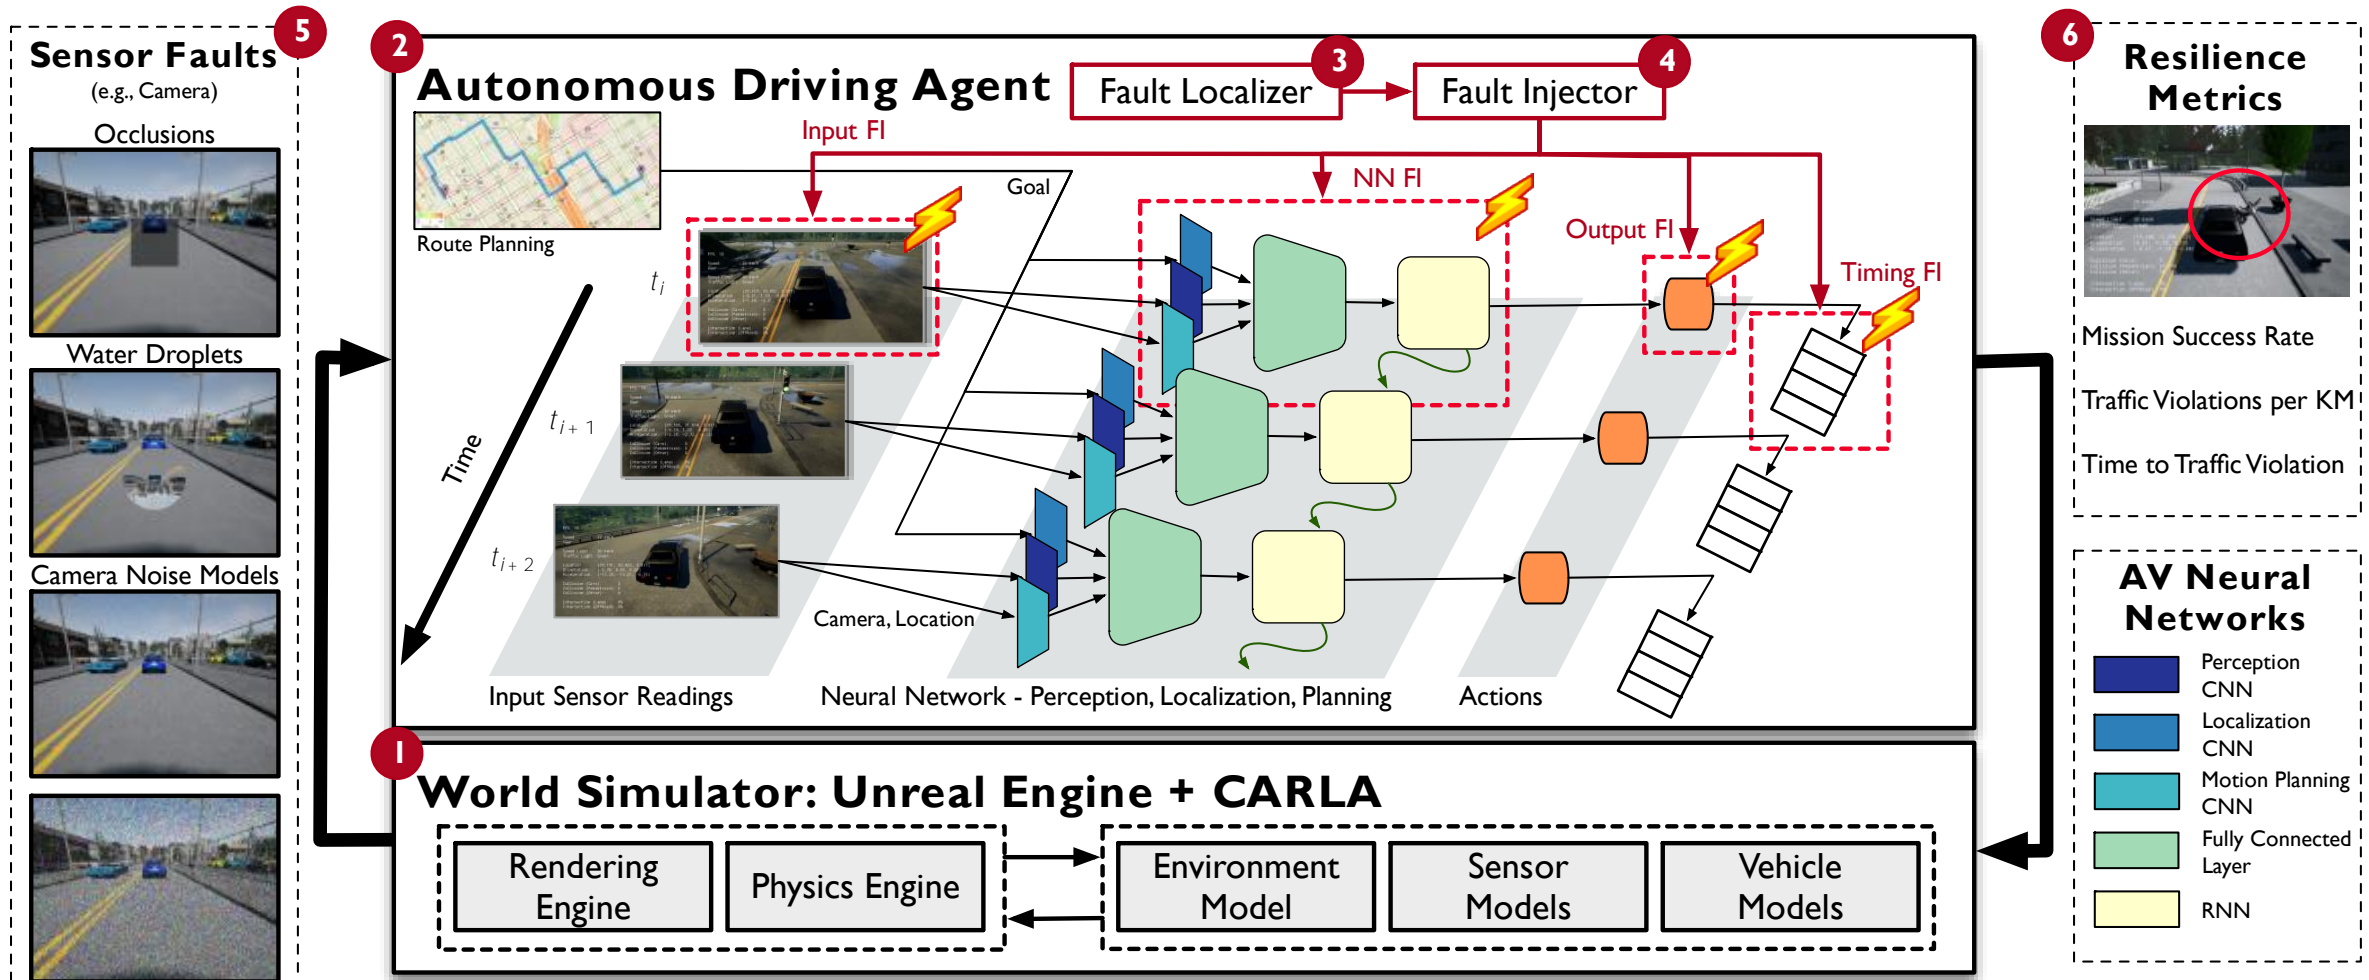 5
Sensor Faults
(e.g., Camera)
Occlusions
Water Droplets
Camera Noise Models
2
Autonomous Driving Agent
Fault Localizer
3
Fault Injector
4
Input FI
NN FI
Output FI
Timing FI
Route Planning
Goal
t i
t i + 1
t i + 2
Time
Camera, Location
Input Sensor Readings
Neural Network - Perception, Localization, Planning
Actions
1
World Simulator: Unreal Engine + CARLA
Rendering
Engine
Physics Engine
Environment
Model
Sensor
Models
Vehicle
Models
6
Resilience
Metrics
Mission Success Rate
Traffic Violations per KM
Time to Traffic Violation
AV Neural
Networks
Perception
CNN
Localization
CNN
Motion Planning
CNN
Fully Connected
Layer
RNN